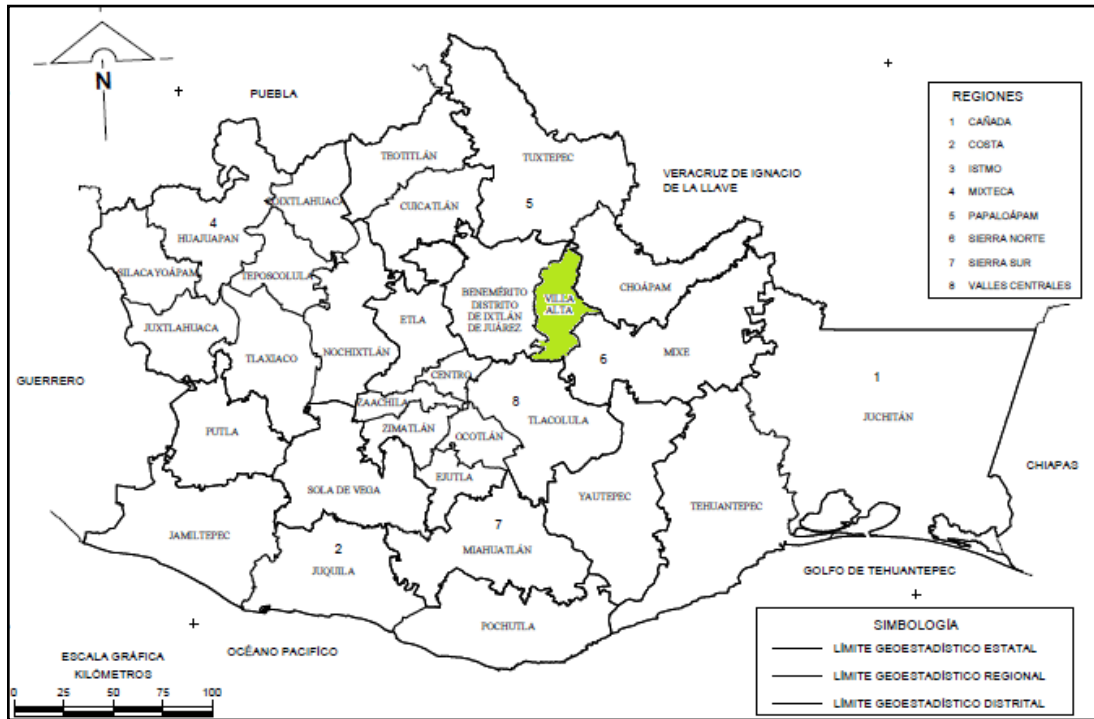 N
PUEBLA
VERACRUZ DE IGNACIO
DE LA LLAVE
GUERRERO
CHIAPAS
GOLFO DE TEHUANTEPEC
OCÉANO PACIFÍCO
TEOTITLÁN
TUXTEPEC
5
COIXTLAHUACA
CUICATLÁN
4
HUAJUAPAN
SILACAYOÁPAM
TEPOSCOLULA
BENEMÉRITO
DISTRITO
DE IXTLÁN
DE JUÁREZ
VILLA
ALTA
CHOÁPAM
JUXTLAHUACA
TLAXIACO
NOCHIXTLÁN
ETLA
6
MIXE
1
JUCHITÁN
CENTRO
ZAACHILA
8
TLACOLULA
PUTLA
ZIMATLÁN
OCOTLÁN
EJUTLA
SOLA DE VEGA
YAUTEPEC
TEHUANTEPEC
JAMILTEPEC
7
MIAHUATLÁN
2
JUQUILA
POCHUTLA
REGIONES
1 CAÑADA
2 COSTA
3 ISTMO
4 MIXTECA
5 PAPALOÁPAM
6 SIERRA NORTE
7 SIERRA SUR
8 VALLES CENTRALES
SIMBOLOGÍA
LÍMITE GEOESTADÍSTICO ESTATAL
LÍMITE GEOESTADÍSTICO REGIONAL
LÍMITE GEOESTADÍSTICO DISTRITAL
ESCALA GRÁFICA
KILÓMETROS
0 25 50 75 100